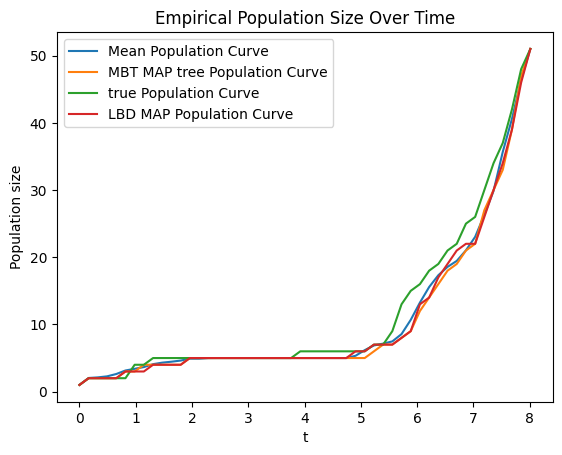 Empirical Population Size Over Time
Mean Population Curve
MBT MAP tree Population Curve
true Population Curve
LBD MAP Population Curve
Population size
50
40
30
20
10
0
0 1 2 3 4 5 6 7 8
t